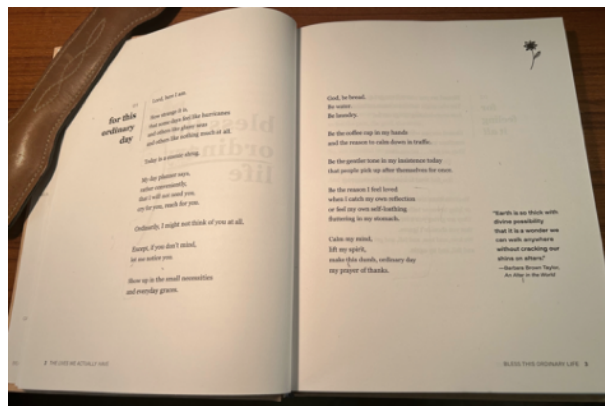 for this
ordinary
day
Lord, here I am.
How strange it is
that some days feel like hurricanes
and others like glassy seas
and others like nothing much at all.
Today is a cosmic shrug.
My day planner says,
rather conveniently,
that I will not need you,
cry for you, reach for you.
Ordinarily, I might not think of you at all.
Except, if you don't mind,
let me notice you.
Show up in the small necessities
and everyday graces.
2 THE LIVES WE ACTUALLY HAVE
God, be bread.
Be water.
Be laundry.
Be the coffee cup in my hands
and the reason to calm down in traffic.
Be the gentler tone in my insistence today
that people pick up after themselves for once.
Be the reason I feel loved
when I catch my own reflection
or feel my own self-loathing
fluttering in my stomach.
Calm my mind,
lift my spirit,
make this dumb, ordinary day
my prayer of thanks.
"Earth is so thick with
divine possibility
that it is a wonder we
can walk anywhere
without cracking our
shins on altars."
—Barbara Brown Taylor,
An Altar in the World
BLESS THIS ORDINARY LIFE 3